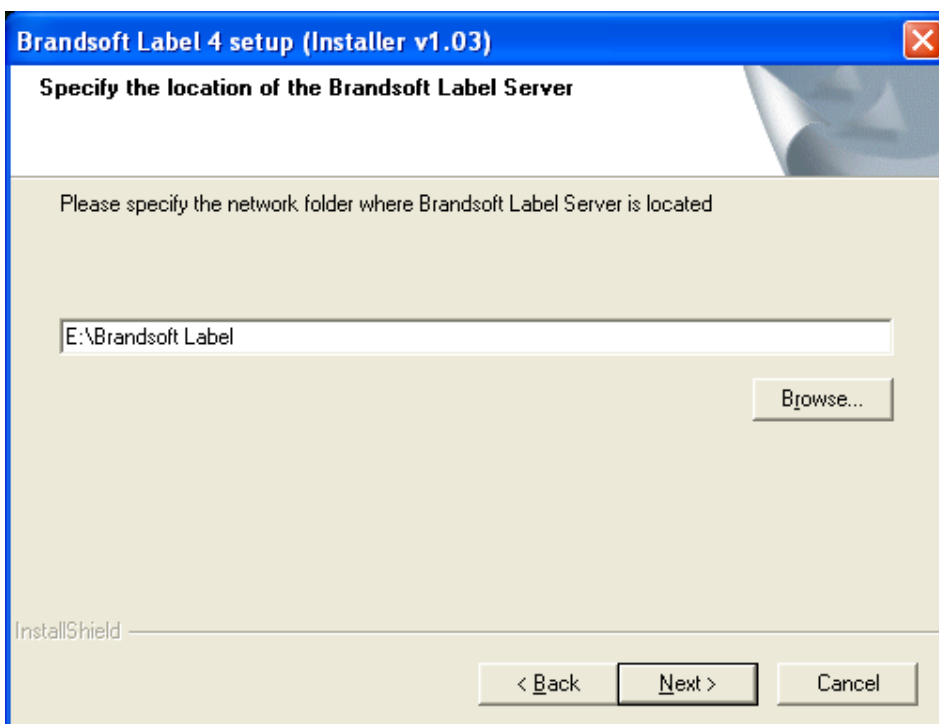 Brandsoft Label 4 setup (Installer v1.03)
Specify the location of the Brandsoft Label Server
Please specify the network folder where Brandsoft Label Server is located
E:\Brandsoft Label
Browse...
InstallShield
< Back
Next >
Cancel